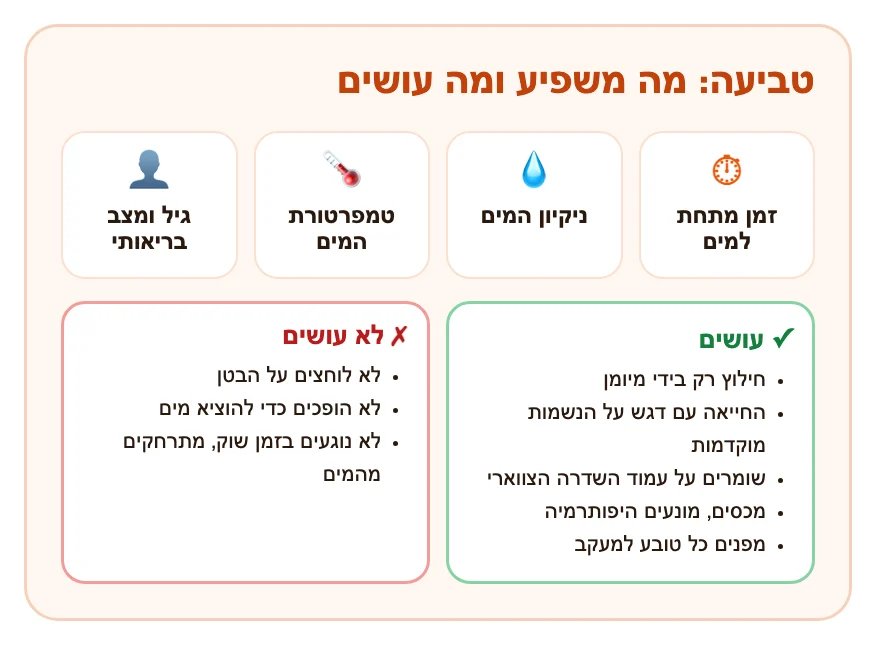 טביעה: מה משפיע ומה עושים
זמן מתחת
למים
ניקיון המים
טמפרטורת
המים
גיל ומצב
בריאותי
✓ עושים
• חילוץ רק בידי מיומן
• החייאה עם דגש על הנשמות
מוקדמות
• שומרים על עמוד השדרה הצווארי
• מכסים, מונעים היפותרמיה
• מפנים כל טובע למעקב
✗ לא עושים
• לא לוחצים על הבטן
• לא הופכים כדי להוציא מים
• לא נוגעים בזמן שוק, מתרחקים
מהמים